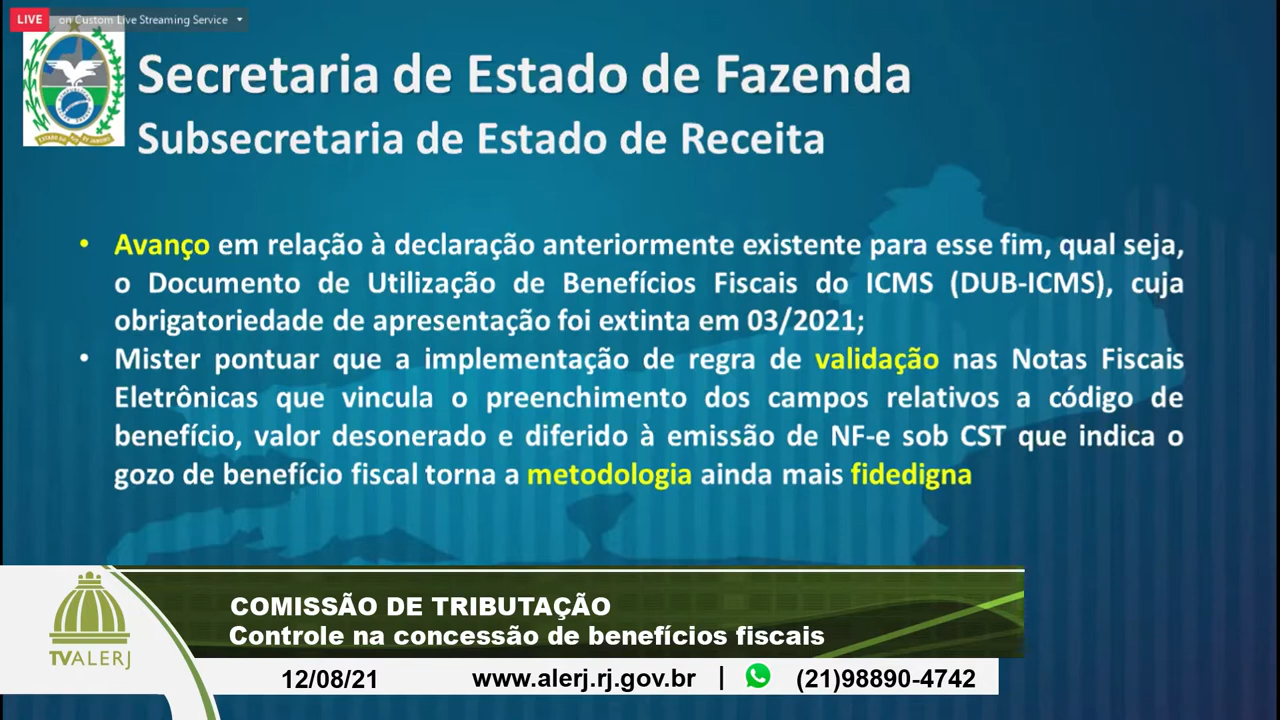 LIVE on Custom Live Streaming Service
Secretaria de Estado de Fazenda
Subsecretaria de Estado de Receita
• Avanço em relação à declaração anteriormente existente para esse fim, qual seja,
o Documento de Utilização de Benefícios Fiscais do ICMS (DUB-ICMS), cuja
obrigatoriedade de apresentação foi extinta em 03/2021;
• Mister pontuar que a implementação de regra de validação nas Notas Fiscais
Eletrônicas que vincula o preenchimento dos campos relativos a código de
benefício, valor desonerado e diferido à emissão de NF-e sob CST que indica o
gozo de benefício fiscal torna a metodologia ainda mais fidedigna
COMISSÃO DE TRIBUTAÇÃO
Controle na concessão de benefícios fiscais
TVALERJ
12/08/21 www.alerj.rj.gov.br | (21)98890-4742